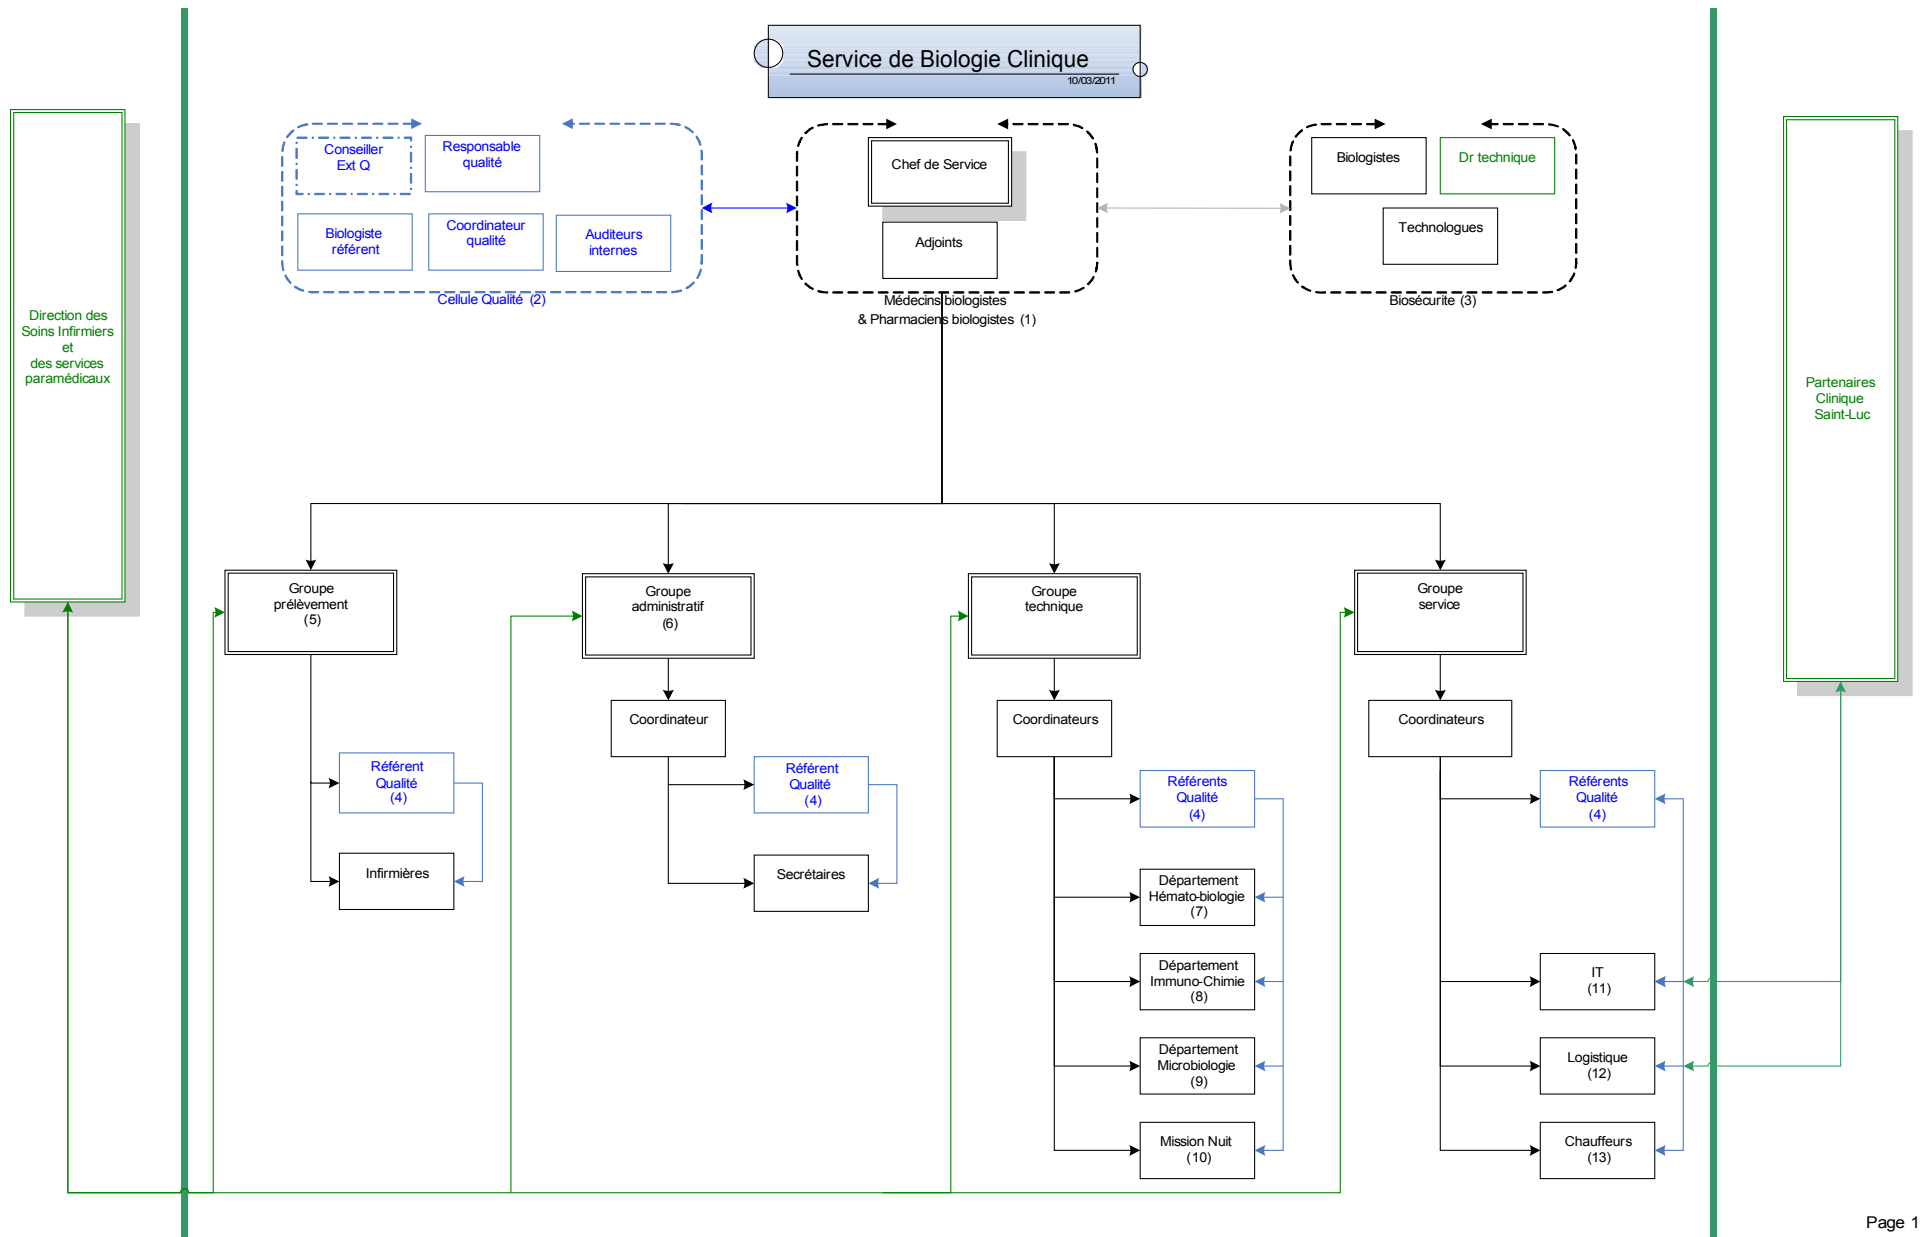 Service de Biologie Clinique
10/03/2011
Conseiller
Ext Q
Responsable
qualité
Biologiste
référent
Coordinateur
qualité
Auditeurs
internes
Cellule Qualité (2)
Chef de Service
Adjoints
Médecins biologistes
& Pharmaciens biologistes (1)
Biologistes
Dr technique
Technologues
Biosécurite (3)
Direction des
Soins Infirmiers
et
des services
paramédicaux
Partenaires
Clinique
Saint-Luc
Groupe
prélèvement
(5)
Groupe
administratif
(6)
Groupe
technique
Groupe
service
Coordinateur
Coordinateurs
Coordinateurs
Référent
Qualité
(4)
Référent
Qualité
(4)
Référents
Qualité
(4)
Référents
Qualité
(4)
Infirmières
Secrétaires
Département
Hémato-biologie
(7)
Département
Immuno-Chimie
(8)
IT
(11)
Département
Microbiologie
(9)
Logistique
(12)
Mission Nuit
(10)
Chauffeurs
(13)
Page 1